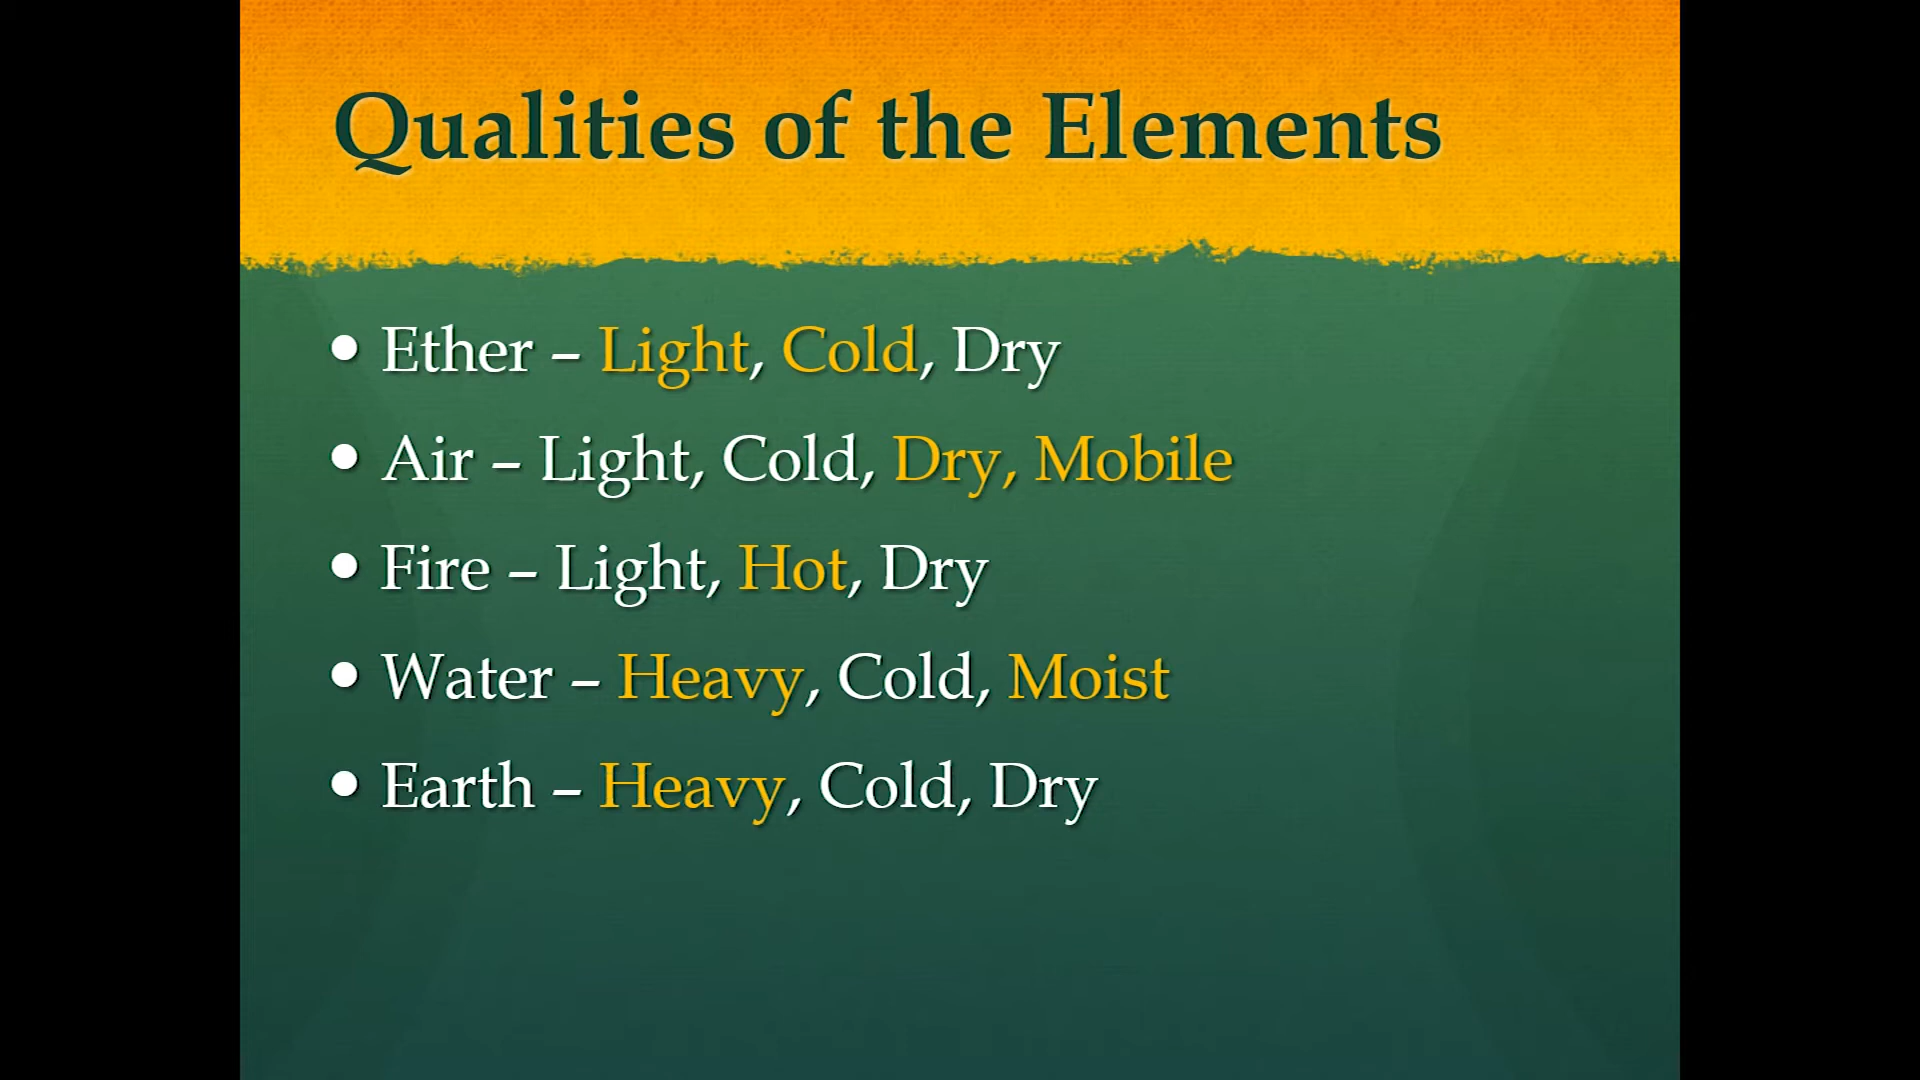 Qualities of the Elements
• Ether – Light, Cold, Dry
• Air – Light, Cold, Dry, Mobile
• Fire – Light, Hot, Dry
• Water – Heavy, Cold, Moist
• Earth – Heavy, Cold, Dry